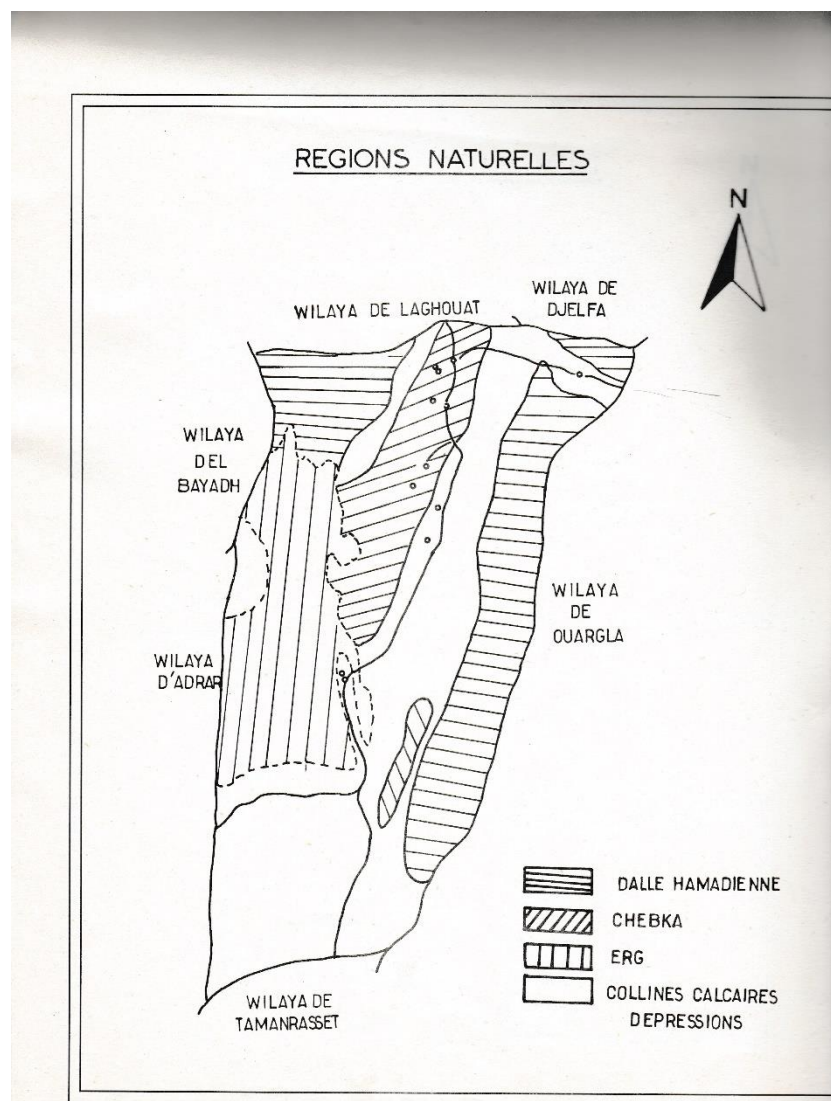 REGIONS NATURELLES
N
WILAYA DE LAGHOUAT
WILAYA DE
DJELFA
WILAYA
DEL
BAYADH
WILAYA
DE
OUARGLA
WILAYA
D'ADRAR
DALLE HAMADIENNE
CHEBKA
ERG
COLLINES CALCAIRES
DEPRESSIONS
WILAYA DE
TAMANRASSET